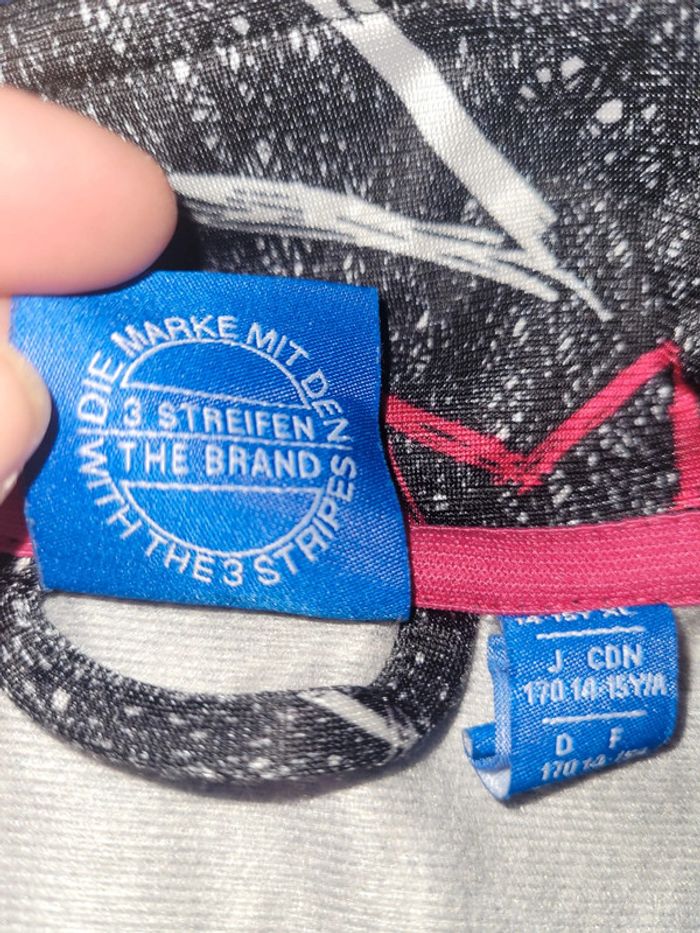 DIE MARKE MIT DEN
3 STREIFEN
THE BRAND
WITH THE 3 STRIPES
J CDN
170 14-15Y/A
D F